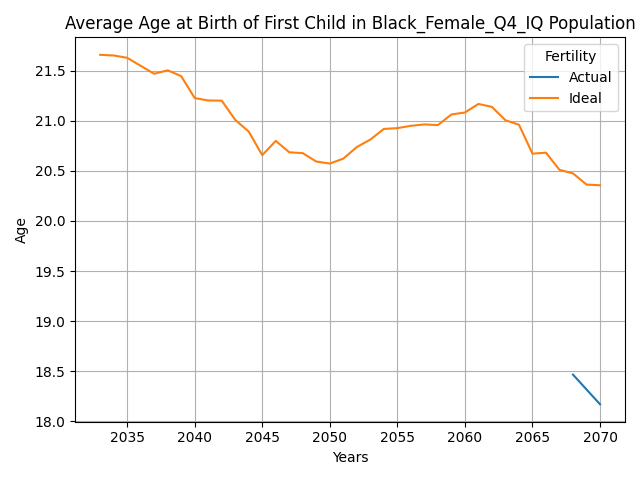 Average Age at Birth of First Child in Black_Female_Q4_IQ Population
Fertility
Actual
Ideal
Age
21.5
21.0
20.5
20.0
19.5
19.0
18.5
18.0
2035 2040 2045 2050 2055 2060 2065 2070
Years